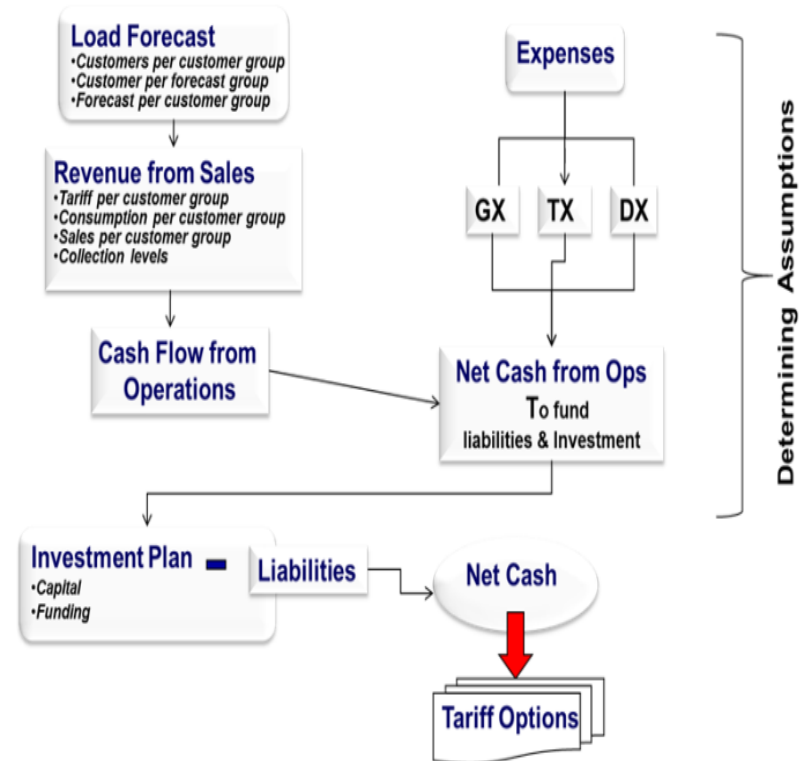 Load Forecast
•Customers per customer group
•Customer per forecast group
•Forecast per customer group
Revenue from Sales
•Tariff per customer group
•Consumption per customer group
•Sales per customer group
•Collection levels
Cash Flow from
Operations
Expenses
GX
TX
DX
Net Cash from Ops
To fund
liabilities & Investment
Determining Assumptions
Investment Plan
•Capital
•Funding
Liabilities
Net Cash
Tariff Options